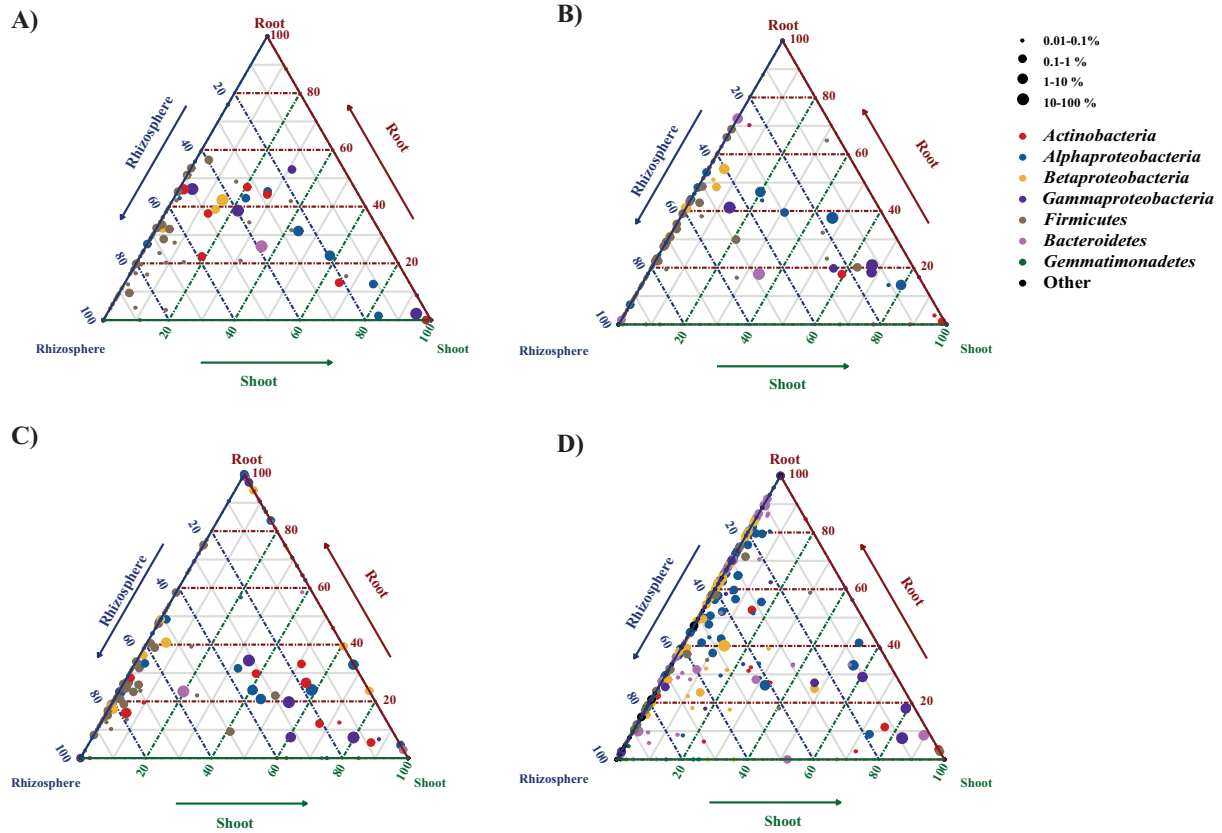 A)
Root
100
80
60
40
20
20
40
60
80
100
Rhizosphere
Root
20
40
60
80
100
Rhizosphere
Shoot
Shoot
B)
Root
100
80
60
40
20
20
40
60
80
100
Rhizosphere
Root
20
40
60
80
100
Rhizosphere
Shoot
Shoot
0.01-0.1%
0.1-1 %
1-10 %
10-100 %
Actinobacteria
Alphaproteobacteria
Betaproteobacteria
Gammaproteobacteria
Firmicutes
Bacteroidetes
Gemmatimonadetes
Other
C)
Root
100
80
60
40
20
20
40
60
80
100
Rhizosphere
Root
20
40
60
80
100
Rhizosphere
Shoot
Shoot
D)
Root
100
80
60
40
20
20
40
60
80
100
Rhizosphere
Root
20
40
60
80
100
Rhizosphere
Shoot
Shoot